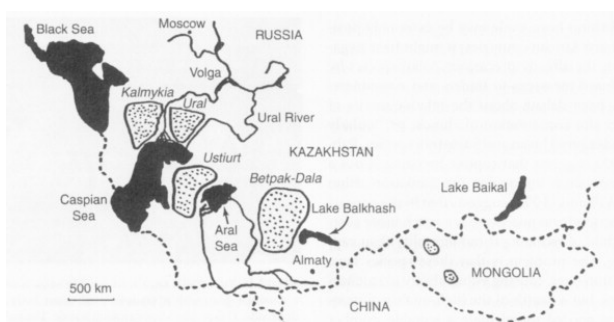 Black Sea
Moscow
RUSSIA
Volga
Kalmykia
Ural
Ural River
KAZAKHSTAN
Ustiurt
Betpak-Dala
Lake Baikal
Caspian
Sea
Aral
Sea
Lake Balkhash
Almaty
MONGOLIA
500 km
CHINA